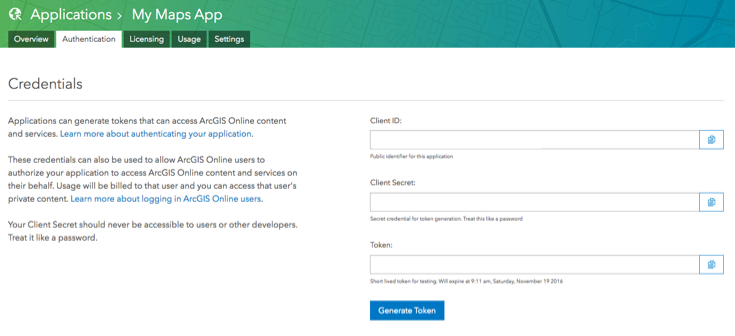 Applications › My Maps App
Overview Authentication Licensing Usage Settings
Credentials
Applications can generate tokens that can access ArcGIS Online content
and services. Learn more about authenticating your application.
These credentials can also be used to allow ArcGIS Online users to
authorize your application to access ArcGIS Online content and services on
their behalf. Usage will be billed to that user and you can access that user's
private content. Learn more about logging in ArcGIS Online users.
Your Client Secret should never be accessible to users or other developers.
Treat it like a password.
Client ID:
Public identifier for this application
Client Secret:
Secret credential for token generation. Treat this like a password
Token:
Short lived token for testing. Will expire at 9:11 am, Saturday, November 19 2016
Generate Token